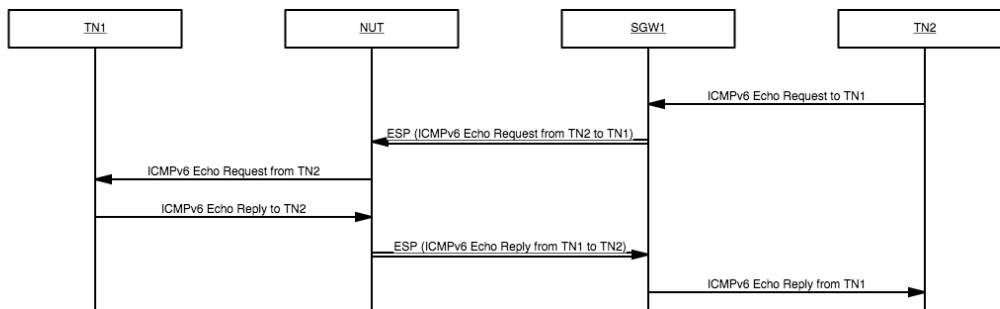 TN1
NUT
SGW1
TN2
ICMPv6 Echo Request to TN1
ESP (ICMPv6 Echo Request from TN2 to TN1)
ICMPv6 Echo Request from TN2
ICMPv6 Echo Reply to TN2
ESP (ICMPv6 Echo Reply from TN1 to TN2)
ICMPv6 Echo Reply from TN1